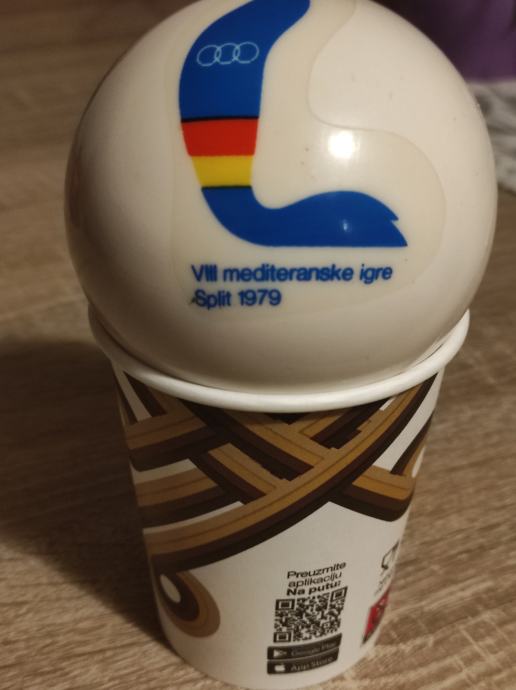 VIII mediteranske igre
Split 1979
Preuzmite
aplikaciju
Na putu:
Google Play
App Store